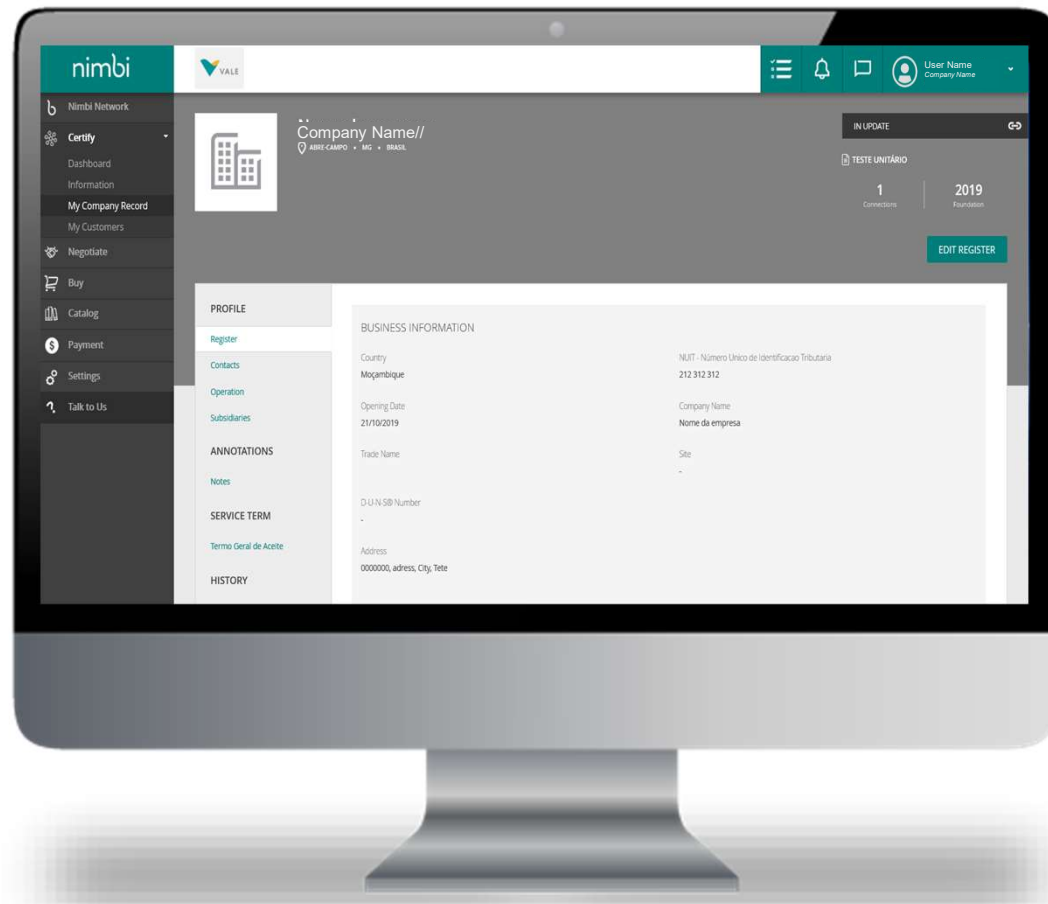 nimbi
VALE
User Name
Company Name
Nimbi Network
Certify
Dashboard
Information
My Company Record
My Customers
Negotiate
Buy
Catalog
Payment
Settings
Talk to Us
Company Name//
ABRE-CAMPO • MG • BRASIL
IN UPDATE
TESTE UNITÁRIO
1 2019
Connections Foundation
EDIT REGISTER
PROFILE
Register
Contacts
Operation
Subsidiaries
ANNOTATIONS
Notes
SERVICE TERM
Termo Geral de Aceite
HISTORY
BUSINESS INFORMATION
Country
Moçambique
NUIT - Número Unico de Identificacao Tributaria
212 312 312
Opening Date
21/10/2019
Company Name
Nome da empresa
Trade Name
Site
-
D-U-N-S® Number
-
Address
0000000, adress, City, Tete